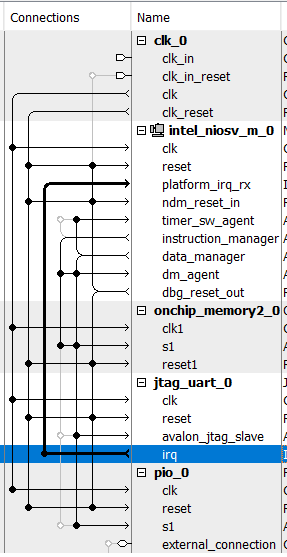 Connections Name
clk_0
clk_in
clk_in_reset
clk
clk_reset
intel_niosv_m_0
clk
reset
platform_irq_rx
ndm_reset_in
timer_sw_agent
instruction_manager
data_manager
dm_agent
dbg_reset_out
onchip_memory2_0
clk1
s1
reset1
jtag_uart_0
clk
reset
avalon_jtag_slave
irq
pio_0
clk
reset
s1
external_connection